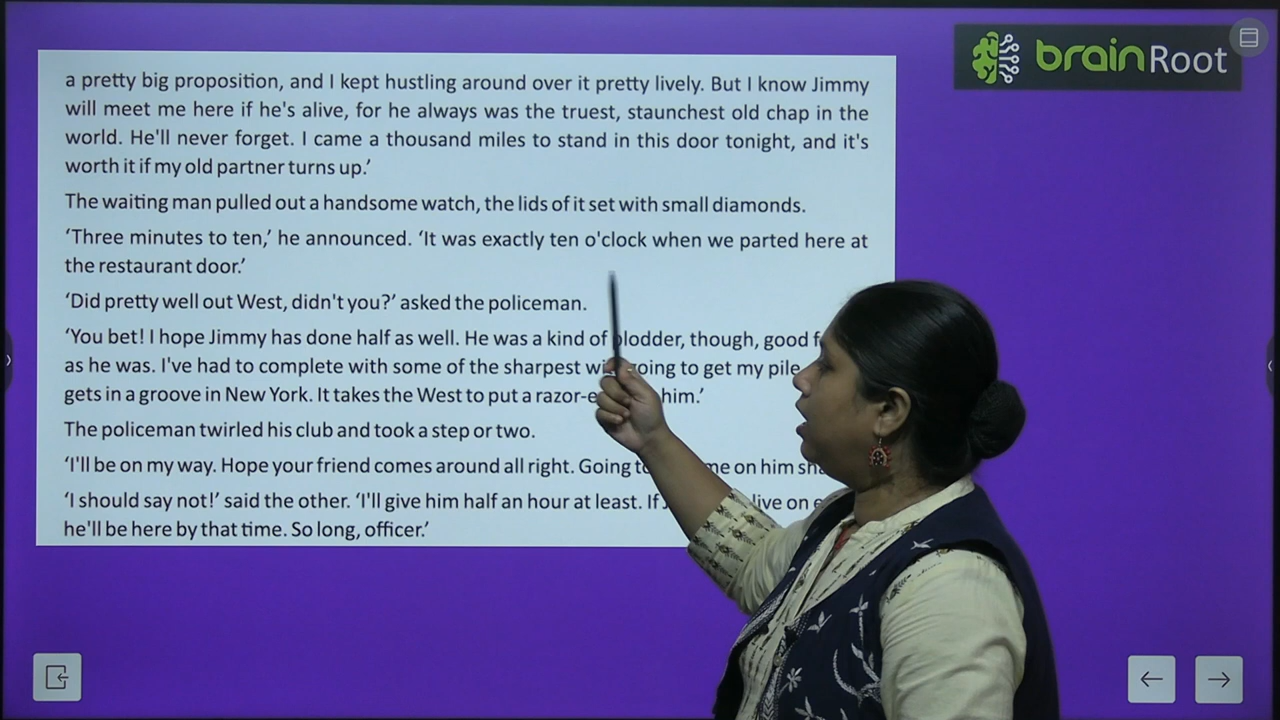 brainRoot
a pretty big proposition, and I kept hustling around over it pretty lively. But I know Jimmy
will meet me here if he's alive, for he always was the truest, staunchest old chap in the
world. He'll never forget. I came a thousand miles to stand in this door tonight, and it's
worth it if my old partner turns up.’
The waiting man pulled out a handsome watch, the lids of it set with small diamonds.
‘Three minutes to ten,’ he announced. ‘It was exactly ten o'clock when we parted here at
the restaurant door.’
‘Did pretty well out West, didn't you?’ asked the policeman.
‘You bet! I hope Jimmy has done half as well. He was a kind of plodder, though, good
as he was. I've had to complete with some of the sharpest going to get my pile
gets in a groove in New York. It takes the West to put a him.’
The policeman twirled his club and took a step or two.
‘I'll be on my way. Hope your friend comes around all right. Going on him
‘I should say not!’ said the other. ‘I'll give him half an hour at least. If on
he'll be here by that time. So long, officer.’